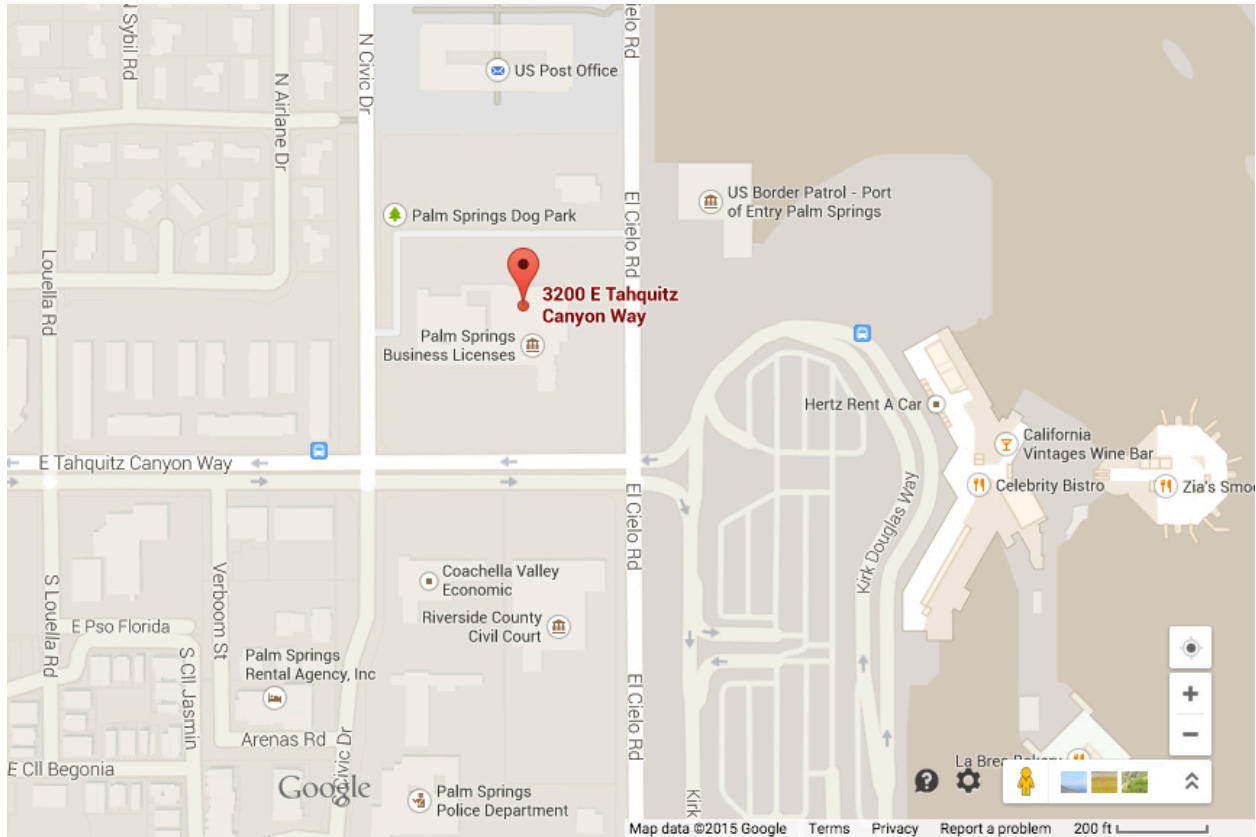 N Sybil Rd
N Airlane Dr
N Civic Dr
ielo Rd
US Post Office
US Border Patrol - Port
of Entry Palm Springs
Palm Springs Dog Park
El Cielo Rd
Louella Rd
3200 E Tahquitz
Canyon Way
Palm Springs
Business Licenses
Hertz Rent A Car
California
Vintages Wine Bar
E Tahquitz Canyon Way
Celebrity Bistro
Zia's Smo
El Cielo Rd
Kirk Douglas Way
Coachella Valley
Economic
Riverside County
Civil Court
S Louella Rd
Verboom St
E Pso Florida
S Cll Jasmin
Palm Springs
Rental Agency, Inc
El Cielo Rd
Arenas Rd
Civic Dr
E Cll Begonia
Google
Palm Springs
Police Department
Kirk
La Brea Bakery
Map data ©2015 Google Terms Privacy Report a problem 200 ft